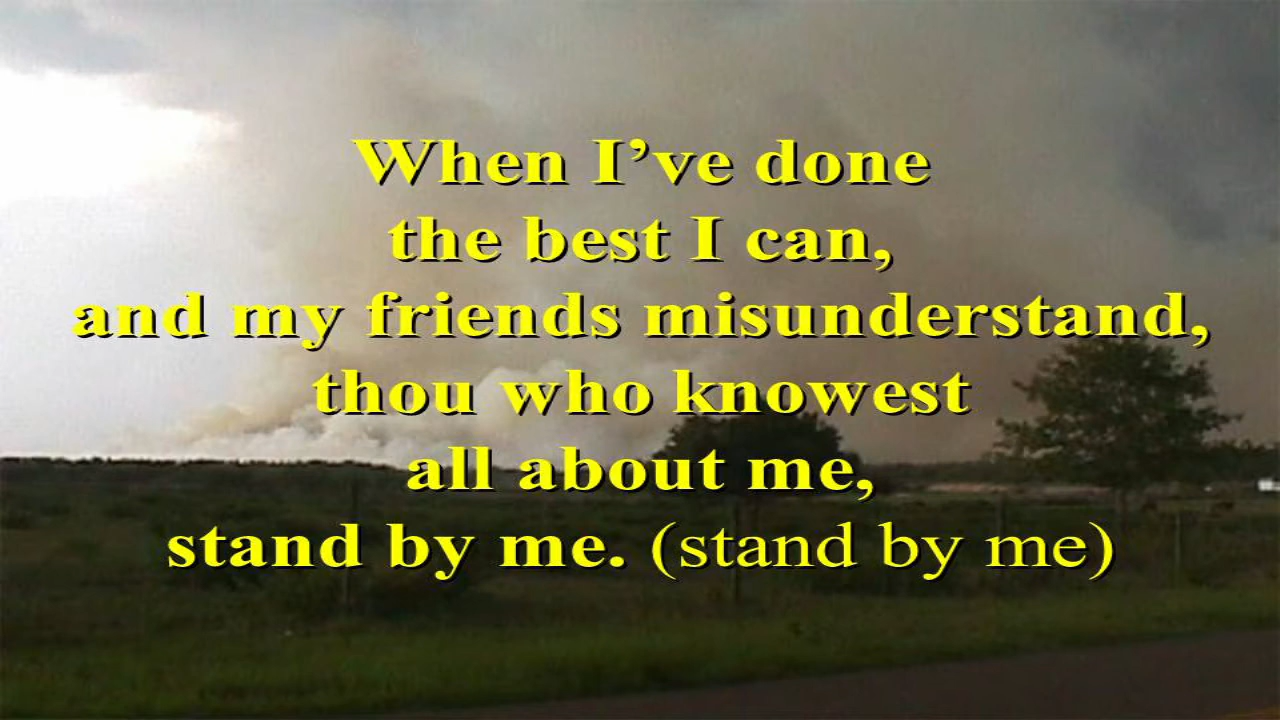 When I’ve done
the best I can,
and my friends misunderstand,
thou who knowest
all about me,
stand by me. (stand by me)